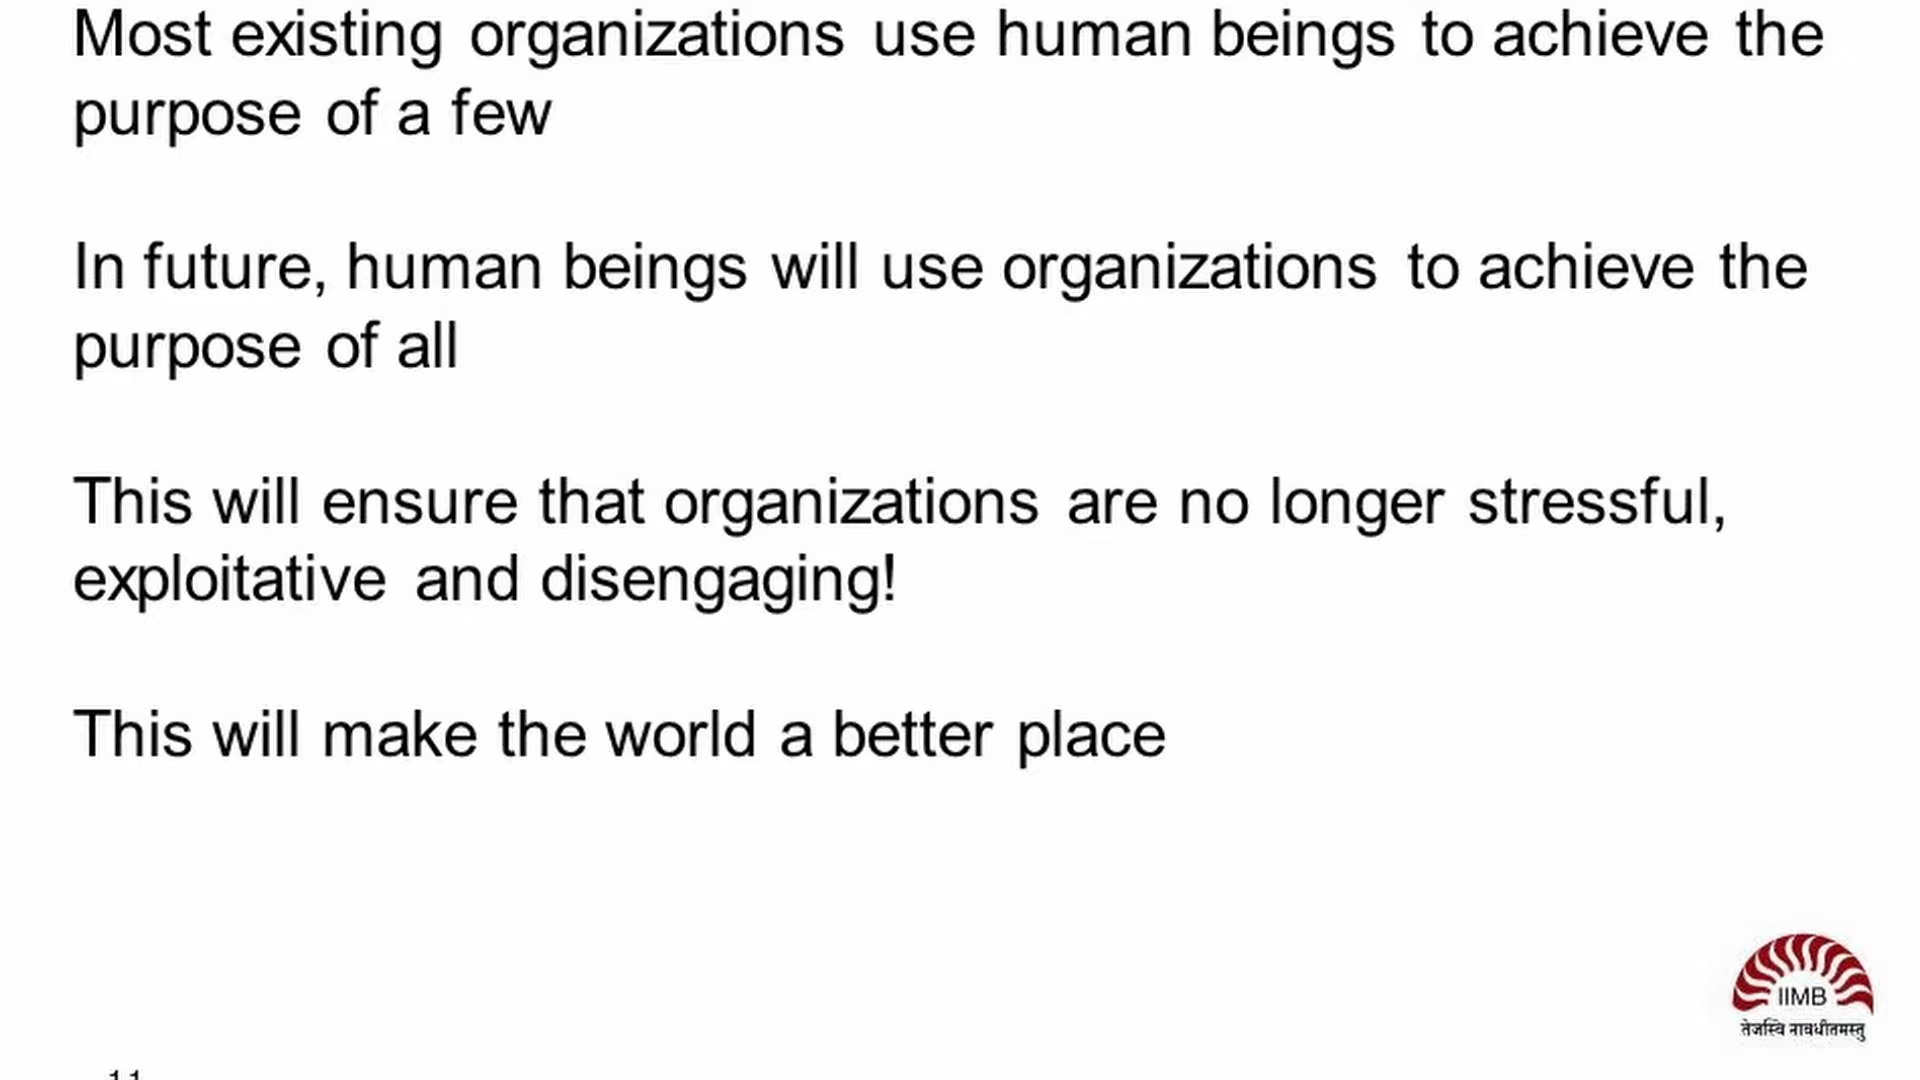 Most existing organizations use human beings to achieve the
purpose of a few
In future, human beings will use organizations to achieve the
purpose of all
This will ensure that organizations are no longer stressful,
exploitative and disengaging!
This will make the world a better place
IIMB
तेजस्वि नावधीतमस्तु
11